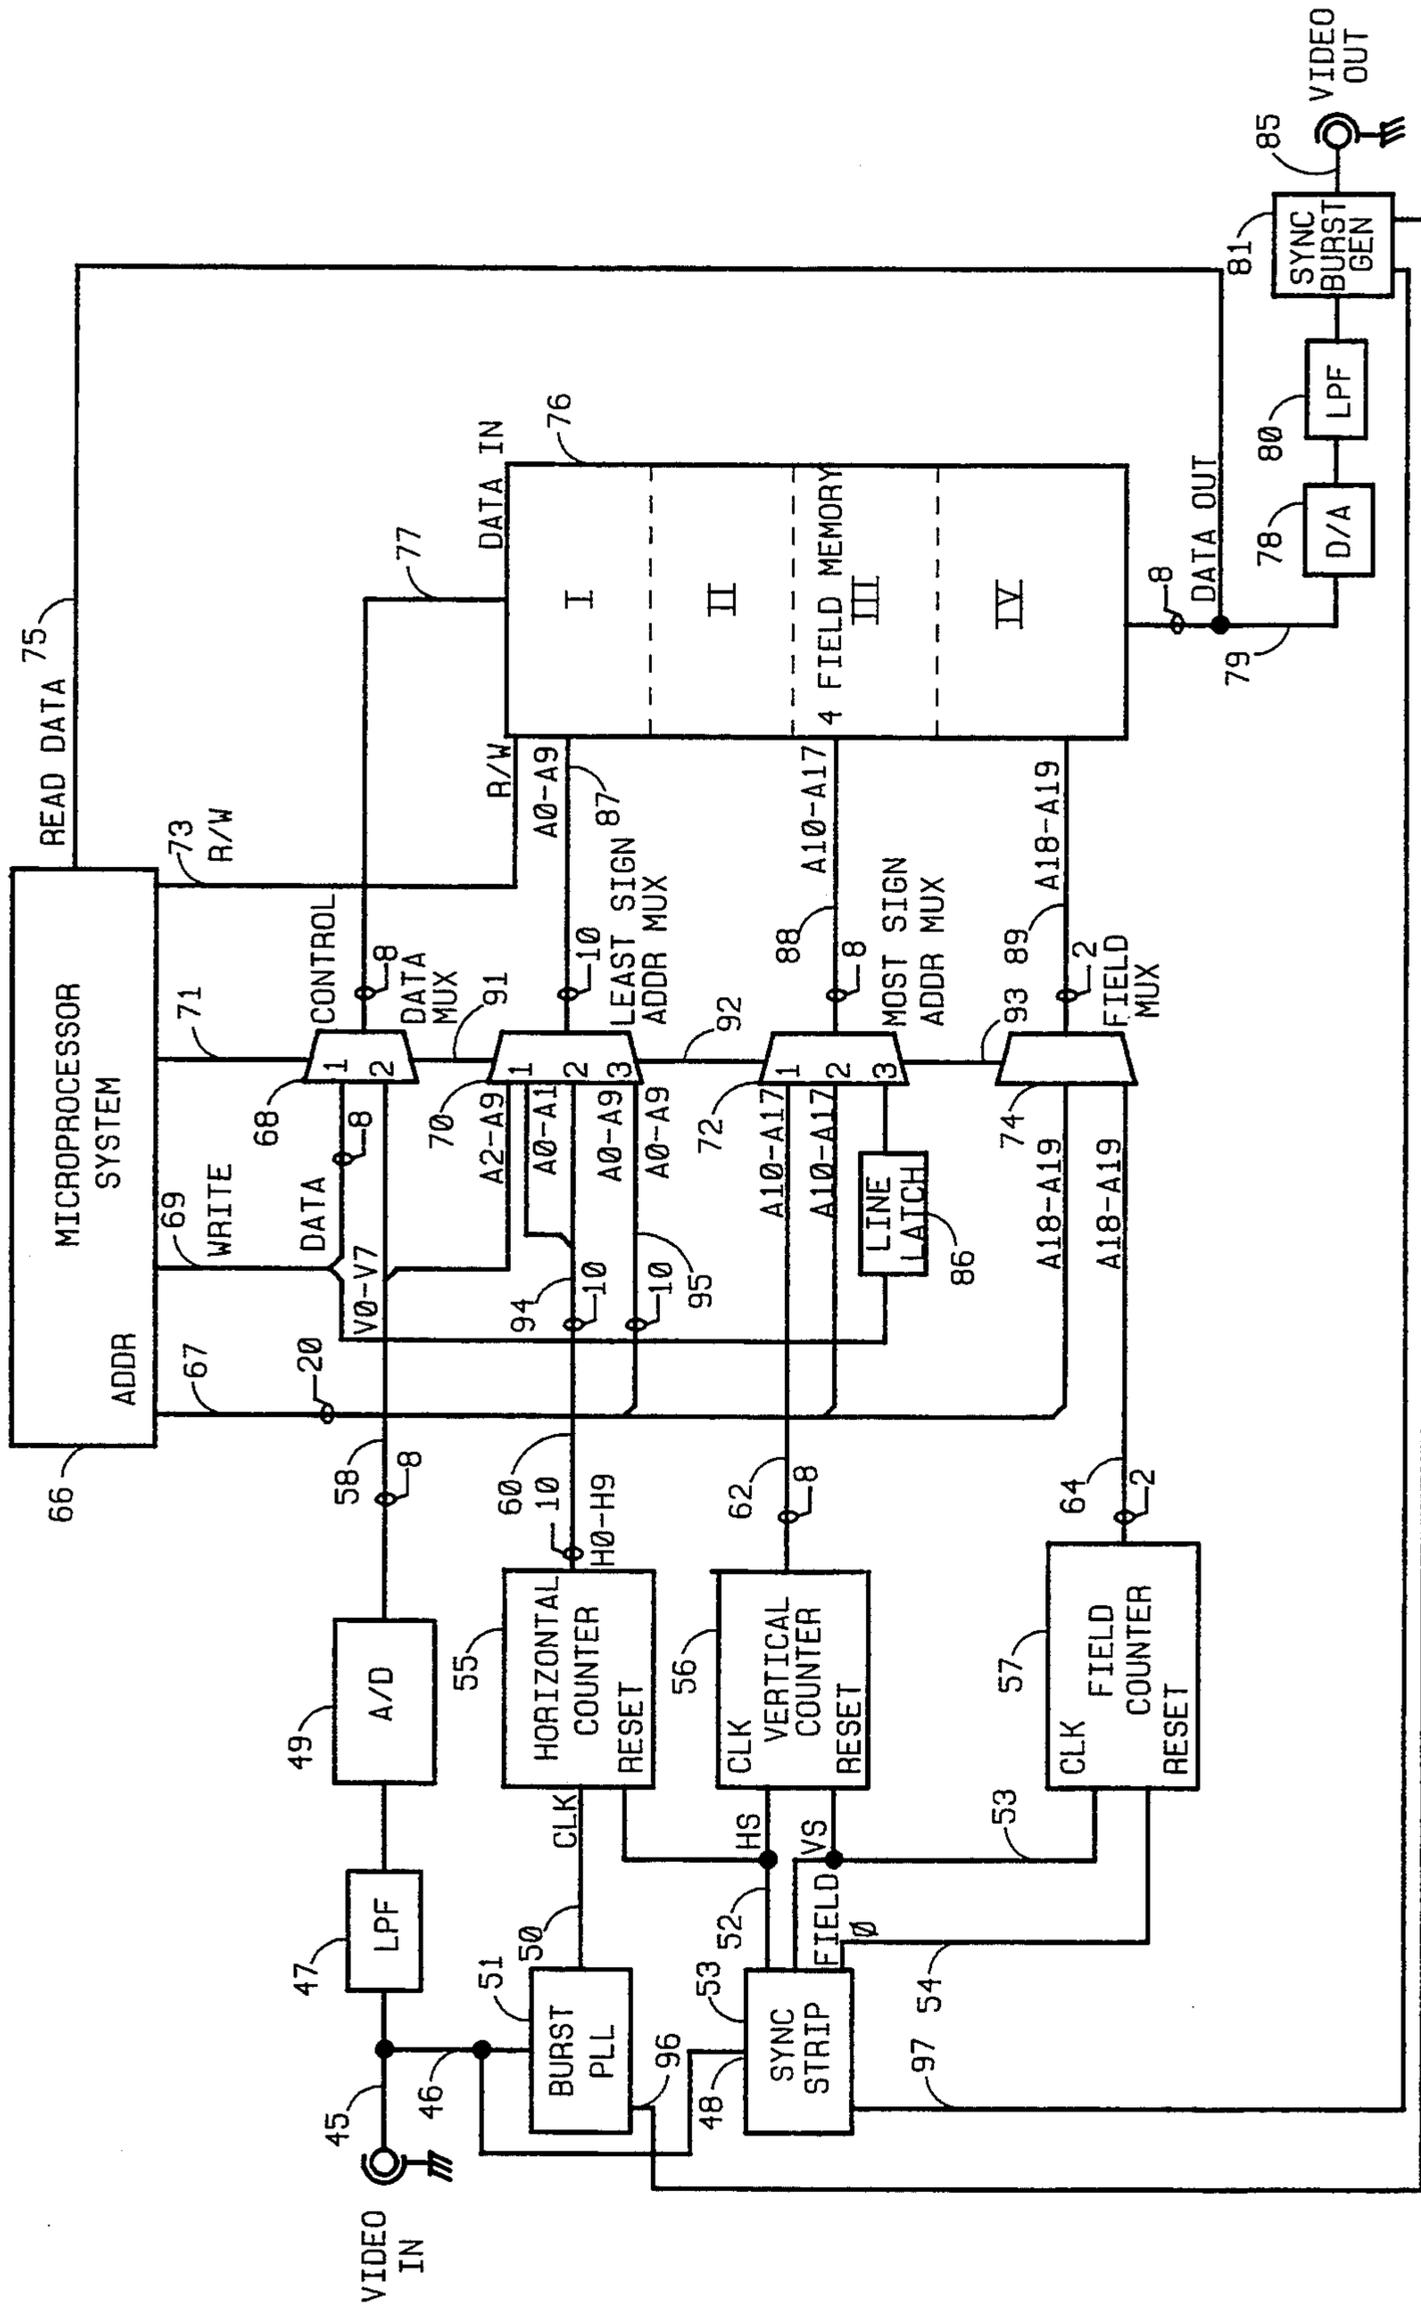 MICROPROCESSOR
SYSTEM
ADDR
66
READ DATA
75
67
20
69
WRITE
DATA
71
73
R/W
CONTROL
VIDEO
IN
45
46
47
LPF
49
A/D
58
8
V0-V7
8
68
1
2
8
DATA
MUX
77
DATA IN
76
51
BURST
PLL
50
CLK
55
HORIZONTAL
COUNTER
RESET
10
H0-H9
60
94
10
10
95
A2-A9
A0-A1
A0-A9
A0-A9
70
1
2
3
91
10
LEAST SIGN
ADDR MUX
R/W
A0-A9
87
I
II
4 FIELD MEMORY
III
IV
96
48
53
SYNC
STRIP
52
HS
VS
FIELD
Ø
56
CLK
VERTICAL
COUNTER
RESET
62
8
A10-A17
A10-A17
LINE
LATCH
86
72
1
2
3
92
8
MOST SIGN
ADDR MUX
88
A10-A17
97
54
53
57
CLK
FIELD
COUNTER
RESET
64
2
A18-A19
A18-A19
74
93
2
FIELD
MUX
89
A18-A19
8
DATA OUT
79
78
D/A
80
LPF
81
SYNC
BURST
GEN
85
VIDEO
OUT